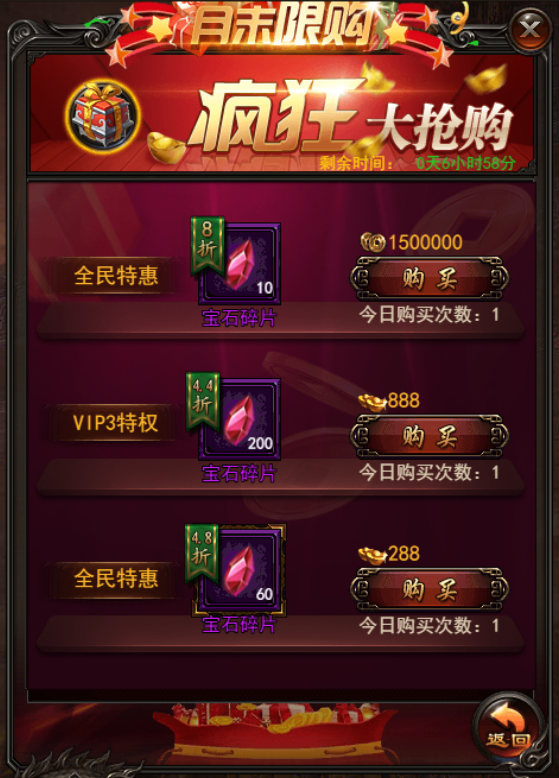 月末限购
疯狂大抢购
剩余时间: 0天6小时58分
8折
10
宝石碎片
全民特惠
1500000
购买
今日购买次数: 1
4.4折
200
宝石碎片
VIP3特权
888
购买
今日购买次数: 1
4.8折
60
宝石碎片
全民特惠
288
购买
今日购买次数: 1
返回